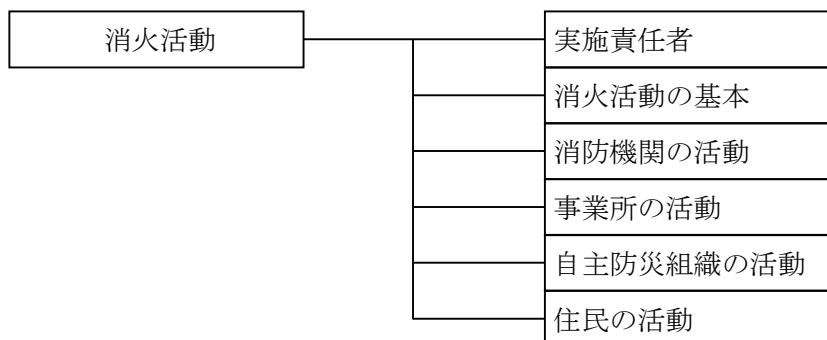 消火活動
実施責任者
消火活動の基本
消防機関の活動
事業所の活動
自主防災組織の活動
住民の活動